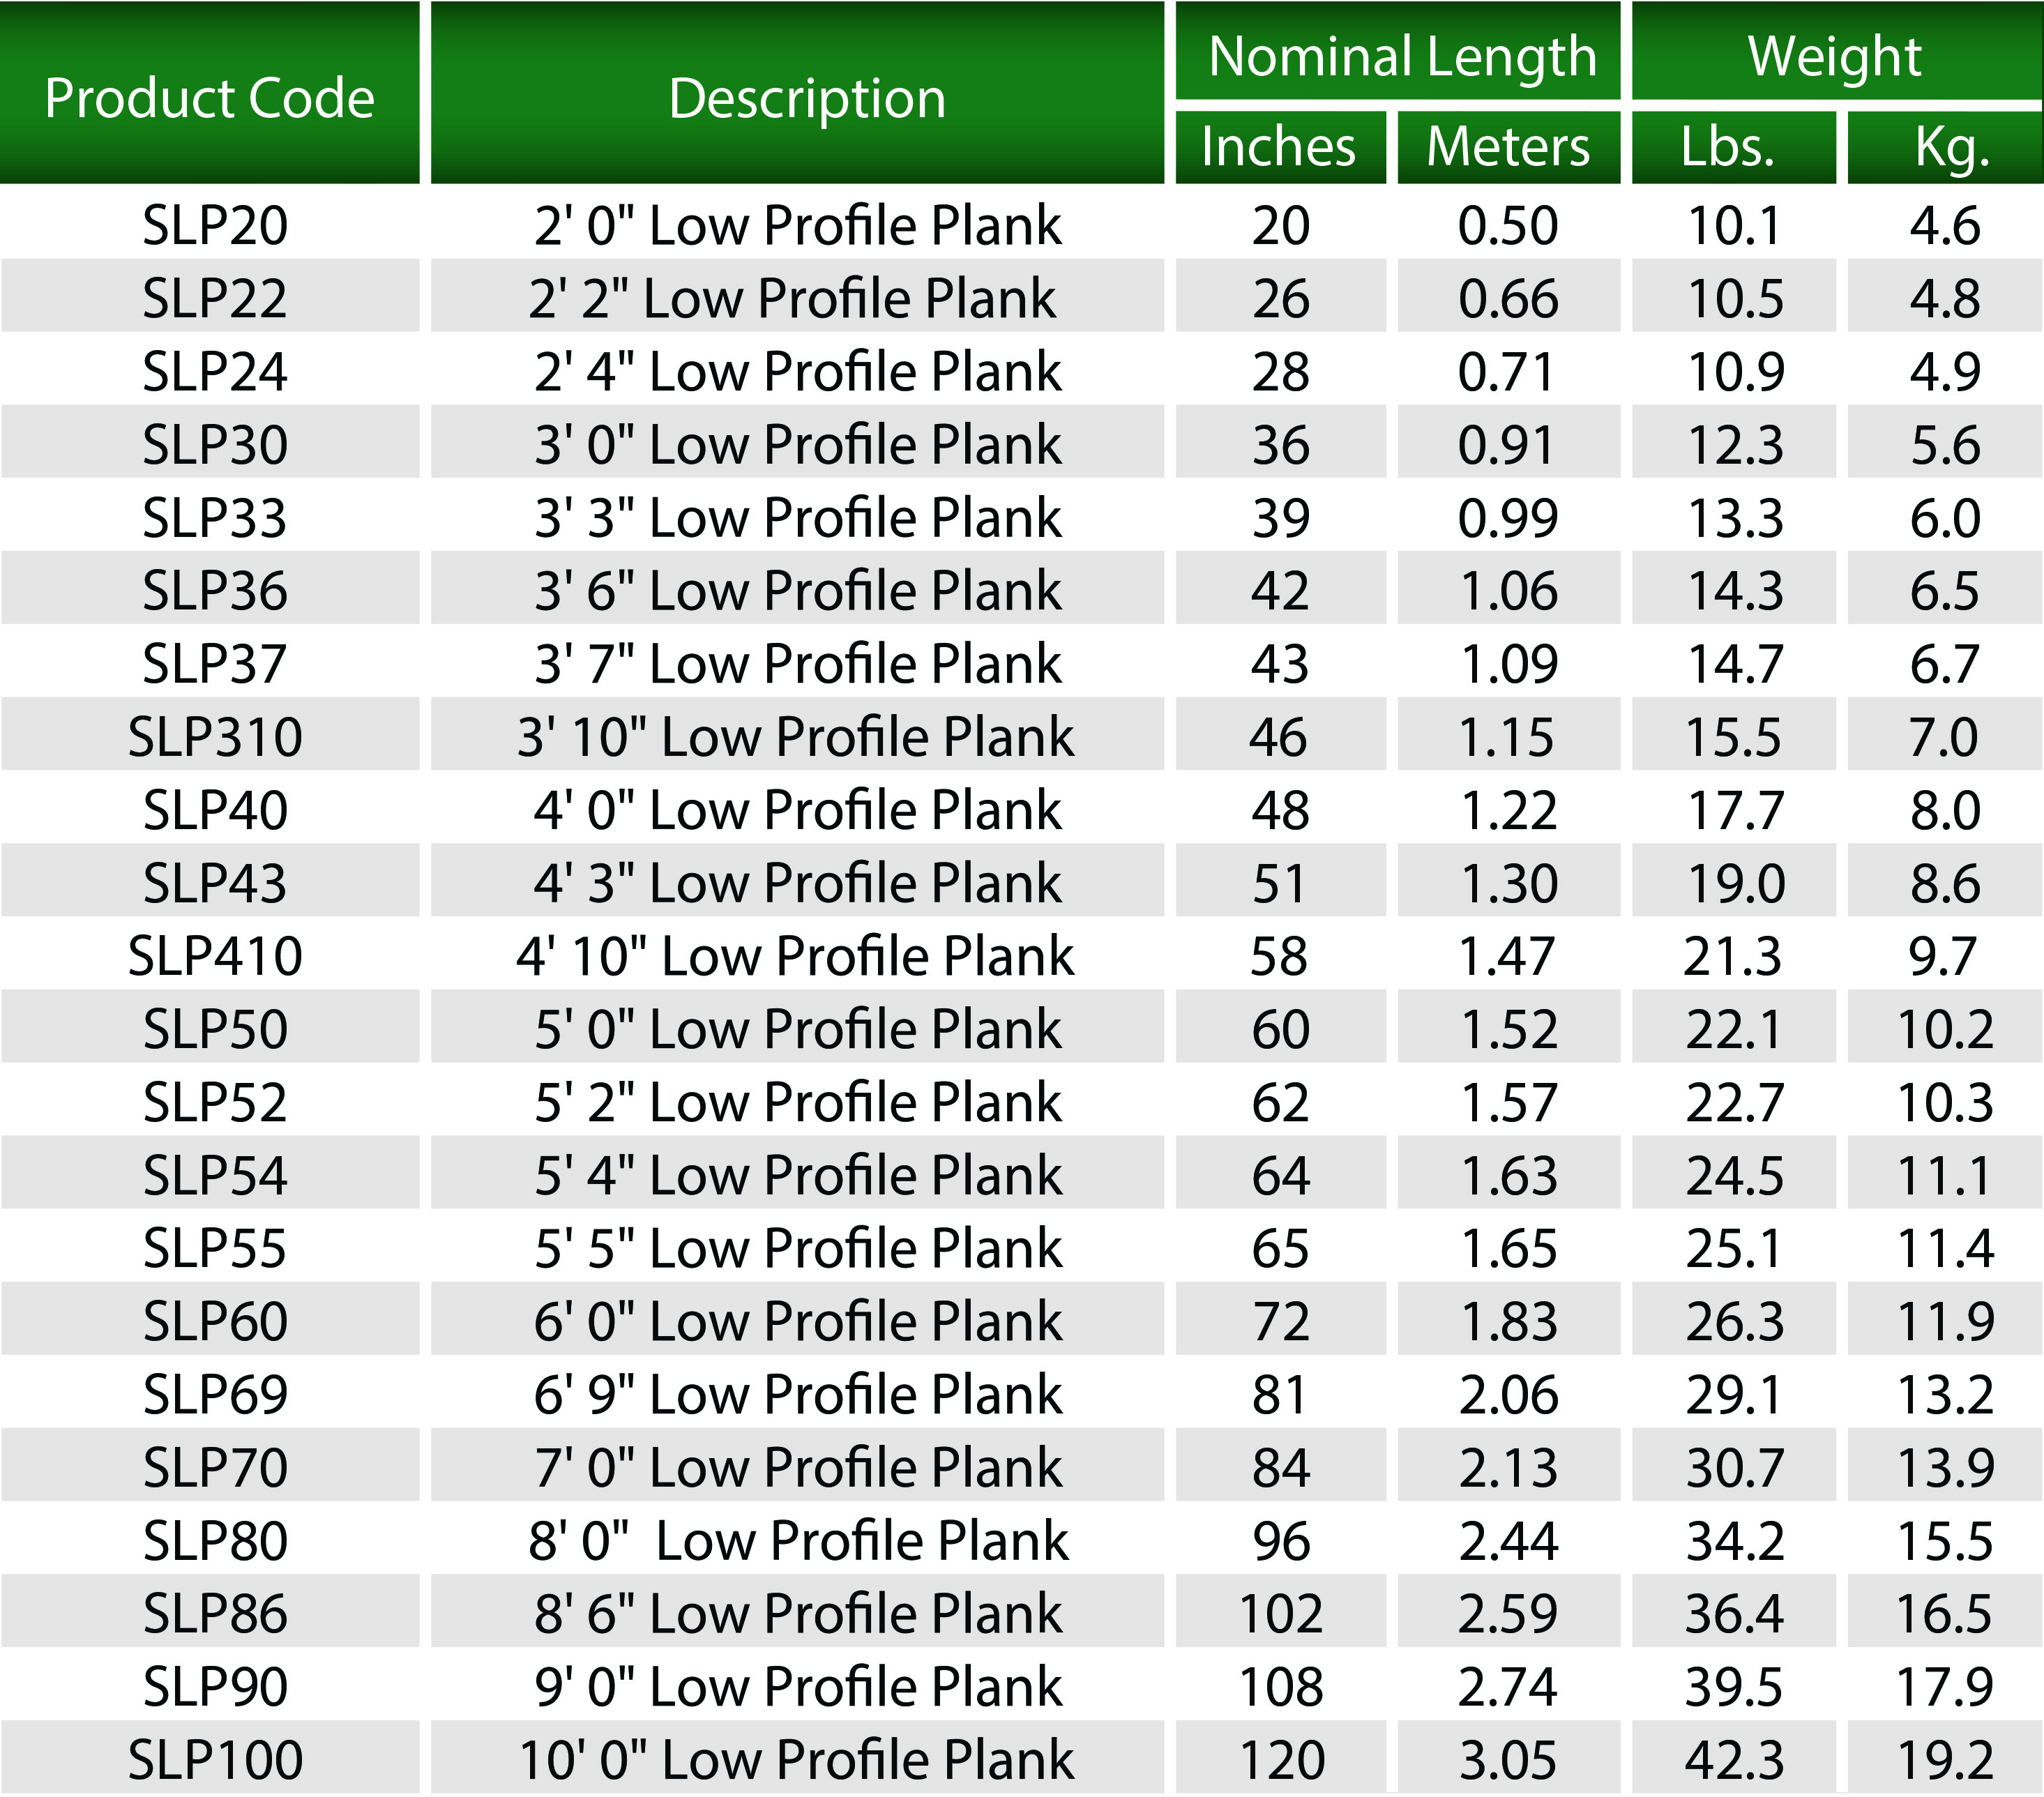 Product Code Description Nominal Length Weight
Inches Meters Lbs. Kg.
SLP20 2' 0" Low Profile Plank 20 0.50 10.1 4.6
SLP22 2' 2" Low Profile Plank 26 0.66 10.5 4.8
SLP24 2' 4" Low Profile Plank 28 0.71 10.9 4.9
SLP30 3' 0" Low Profile Plank 36 0.91 12.3 5.6
SLP33 3' 3" Low Profile Plank 39 0.99 13.3 6.0
SLP36 3' 6" Low Profile Plank 42 1.06 14.3 6.5
SLP37 3' 7" Low Profile Plank 43 1.09 14.7 6.7
SLP310 3' 10" Low Profile Plank 46 1.15 15.5 7.0
SLP40 4' 0" Low Profile Plank 48 1.22 17.7 8.0
SLP43 4' 3" Low Profile Plank 51 1.30 19.0 8.6
SLP410 4' 10" Low Profile Plank 58 1.47 21.3 9.7
SLP50 5' 0" Low Profile Plank 60 1.52 22.1 10.2
SLP52 5' 2" Low Profile Plank 62 1.57 22.7 10.3
SLP54 5' 4" Low Profile Plank 64 1.63 24.5 11.1
SLP55 5' 5" Low Profile Plank 65 1.65 25.1 11.4
SLP60 6' 0" Low Profile Plank 72 1.83 26.3 11.9
SLP69 6' 9" Low Profile Plank 81 2.06 29.1 13.2
SLP70 7' 0" Low Profile Plank 84 2.13 30.7 13.9
SLP80 8' 0" Low Profile Plank 96 2.44 34.2 15.5
SLP86 8' 6" Low Profile Plank 102 2.59 36.4 16.5
SLP90 9' 0" Low Profile Plank 108 2.74 39.5 17.9
SLP100 10' 0" Low Profile Plank 120 3.05 42.3 19.2